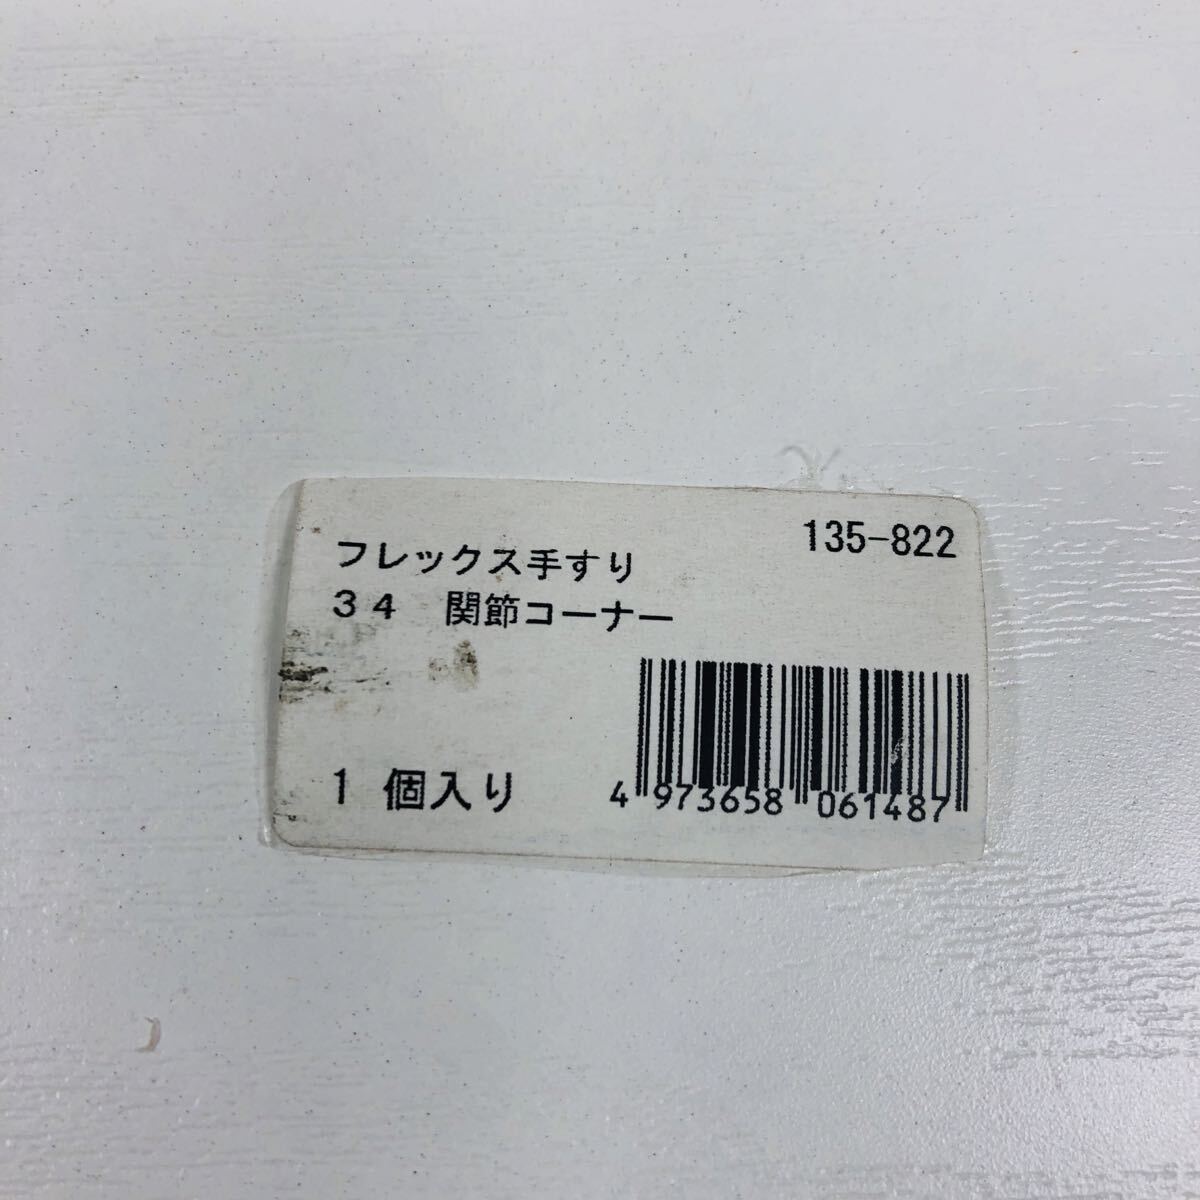 135-822
フレックス手すり
３４　関節コーナー
１ 個入り
4 973658 061487